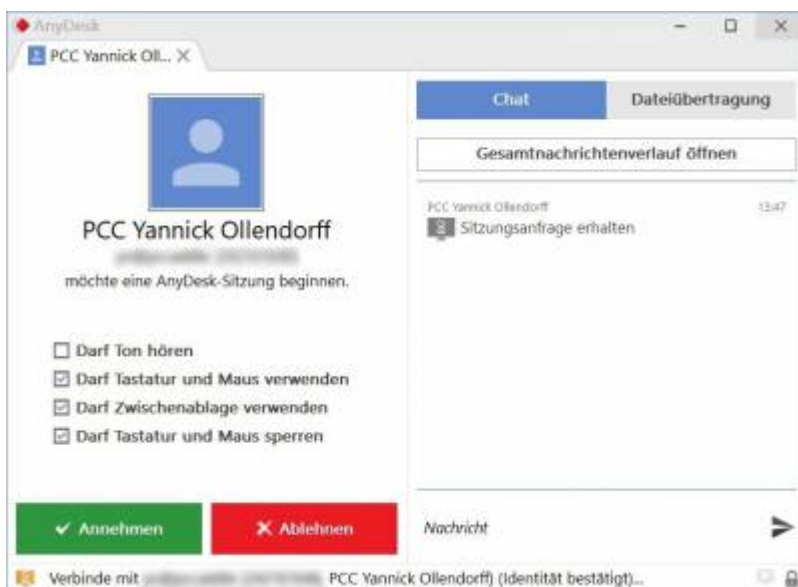 AnyDesk
PCC Yannick Oll...
PCC Yannick Ollendorff
möchte eine AnyDesk-Sitzung beginnen.
Darf Ton hören
Darf Tastatur und Maus verwenden
Darf Zwischenablage verwenden
Darf Tastatur und Maus sperren
Annehmen
Ablehnen
Chat
Dateiübertragung
Gesamtnachrichtenverlauf öffnen
PCC Yannick Ollendorff 13:47
Sitzungsanfrage erhalten
Nachricht
Verbinde mit PCC Yannick Ollendorff) (Identität bestätigt)...